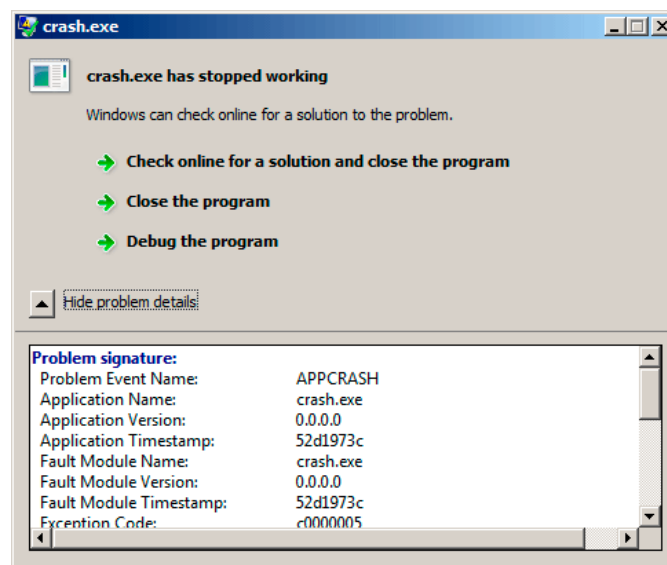 crash.exe
crash.exe has stopped working
Windows can check online for a solution to the problem.
Check online for a solution and close the program
Close the program
Debug the program
Hide problem details
Problem signature:
Problem Event Name: APPCRASH
Application Name: crash.exe
Application Version: 0.0.0.0
Application Timestamp: 52d1973c
Fault Module Name: crash.exe
Fault Module Version: 0.0.0.0
Fault Module Timestamp: 52d1973c
Exception Code: c0000005